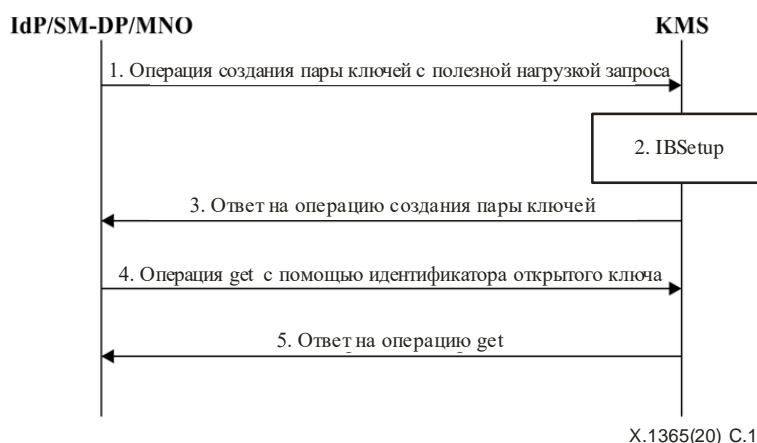 IdP/SM-DP/MNO
KMS
1. Операция создания пары ключей с полезной нагрузкой запроса
2. IBSetup
3. Ответ на операцию создания пары ключей
4. Операция get с помощью идентификатора открытого ключа
5. Ответ на операцию get
X.1365(20) C.1